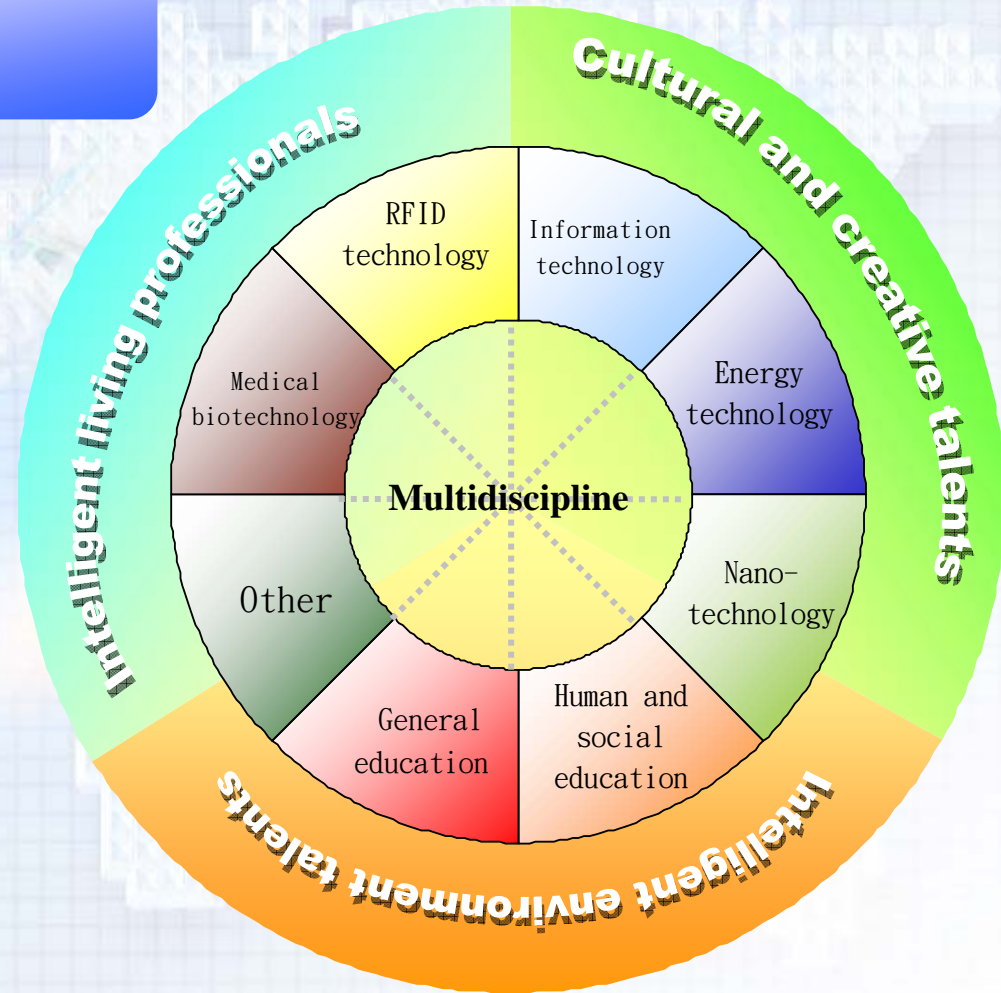 Cultural and creative talents
Intelligent living professionals
RFID
technology
Information
technology
Medical
biotechnology
Energy
technology
Multidiscipline
Other
Nano-
technology
General
education
Human and
social
education
Intelligent environment talents